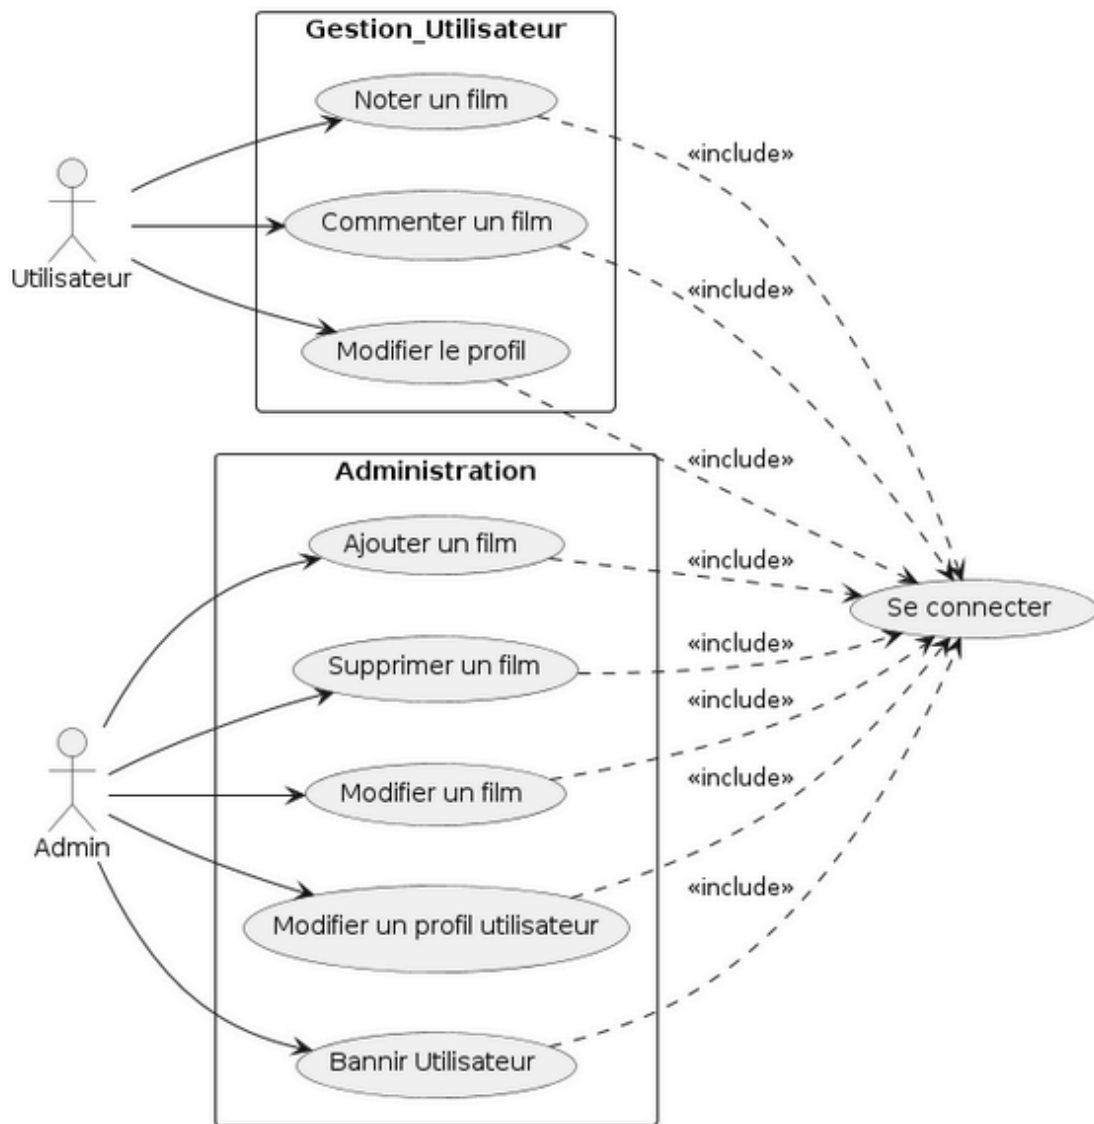 Gestion_Utilisateur
Noter un film
«include»
Commenter un film
Utilisateur
«include»
Modifier le profil
«include»
Administration
Ajouter un film
«include»
Se connecter
Supprimer un film
«include»
«include»
Modifier un film
«include»
Admin
«include»
Modifier un profil utilisateur
Bannir Utilisateur